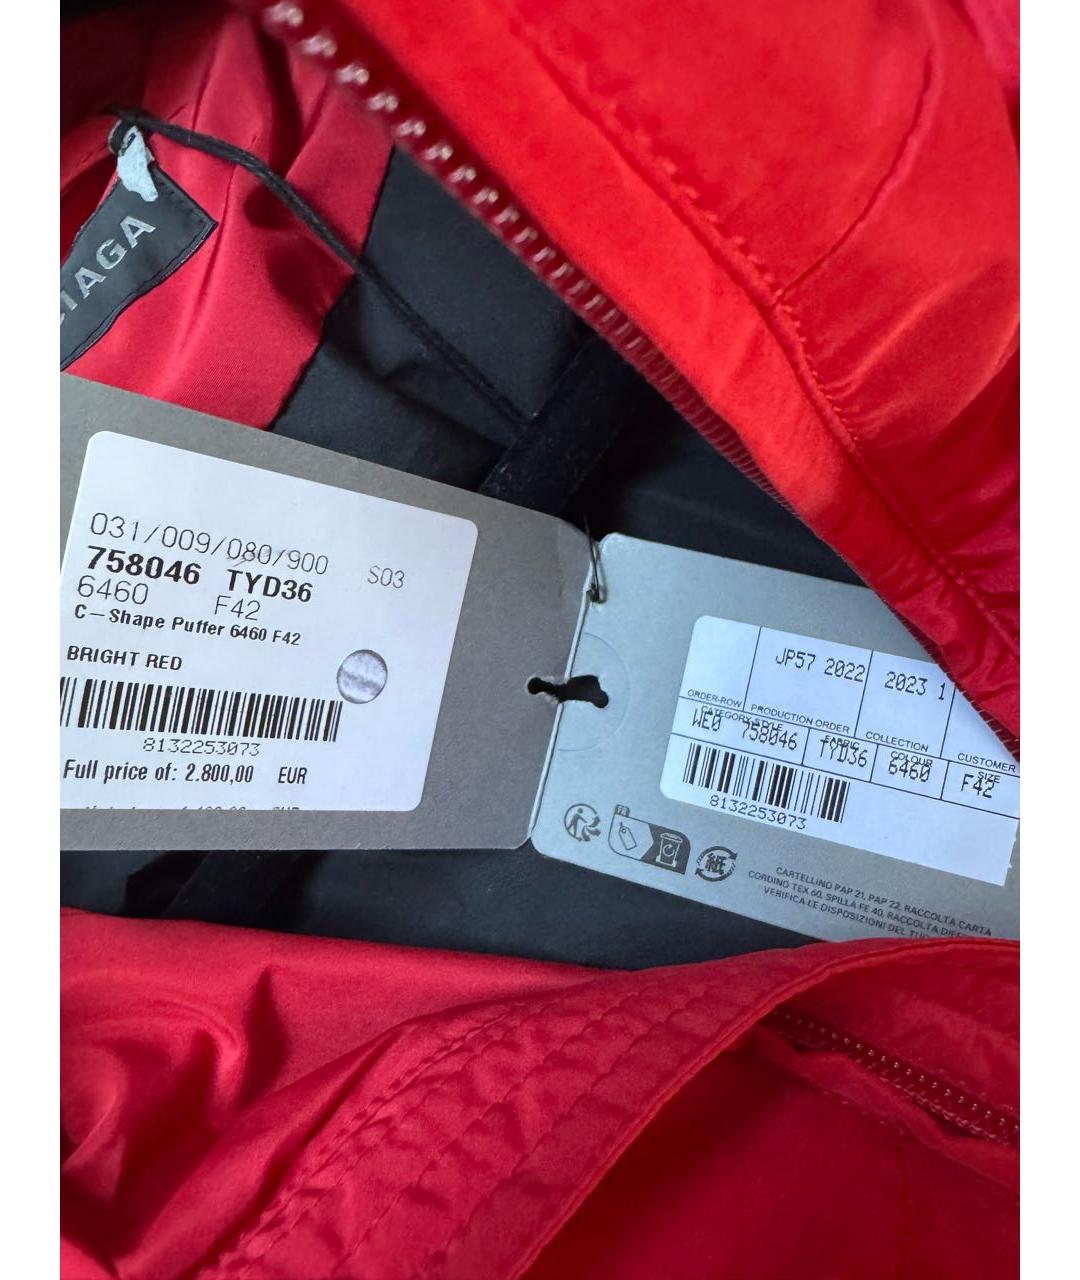 IAGA
031/009/080/900
S03
758046 TYD36
6460 F42
C-Shape Puffer 6460 F42
BRIGHT RED
8132253073
Full price of: 2.800,00 EUR
JP57 2022 2023 1
ORDER-ROW PRODUCTION ORDER COLLECTION CUSTOMER
CATEGORY STYLE FABRIC COLOUR SIZE
WE0 758046 TYD36 6460 F42
8132253073
FR
紙
CARTELLINO PAP 21, PAP 22, RACCOLTA CARTA
CORDINO TEX 60, SPILLA FE 40, RACCOLTA
VERIFICA LE DISPOSIZIONI DEL